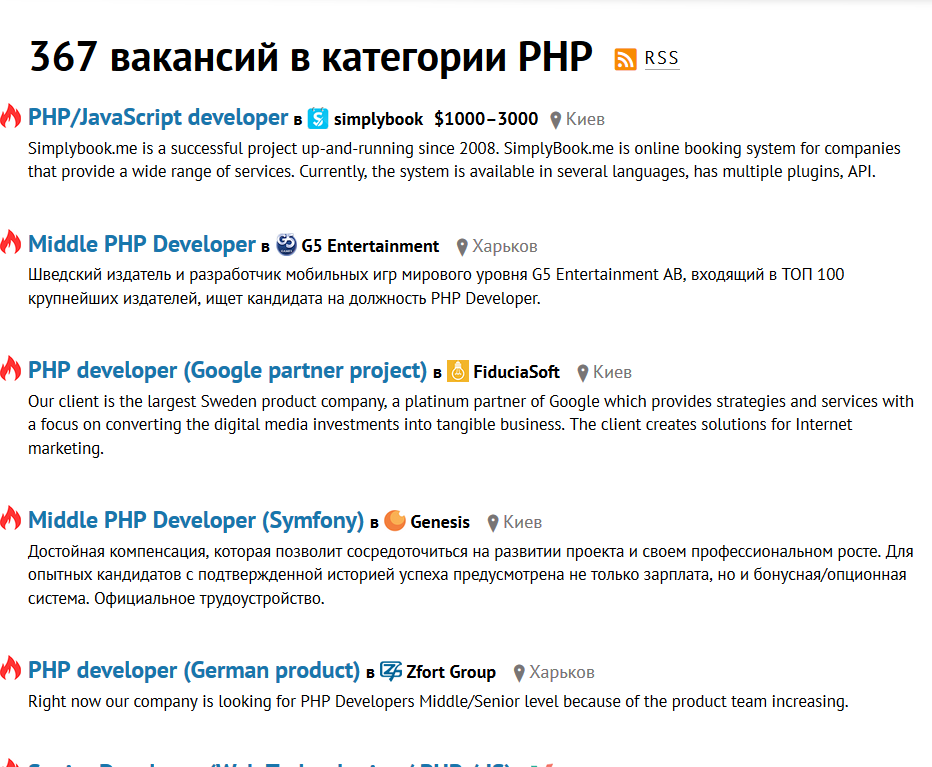 367 вакансий в категории PHP RSS
PHP/JavaScript developer в simplybook $1000–3000 Киев
Simplybook.me is a successful project up-and-running since 2008. SimplyBook.me is online booking system for companies
that provide a wide range of services. Currently, the system is available in several languages, has multiple plugins, API.
Middle PHP Developer в G5 Entertainment Харьков
Шведский издатель и разработчик мобильных игр мирового уровня G5 Entertainment AB, входящий в ТОП 100
крупнейших издателей, ищет кандидата на должность PHP Developer.
PHP developer (Google partner project) в FiduciaSoft Киев
Our client is the largest Sweden product company, a platinum partner of Google which provides strategies and services with
a focus on converting the digital media investments into tangible business. The client creates solutions for Internet
marketing.
Middle PHP Developer (Symfony) в Genesis Киев
Достойная компенсация, которая позволит сосредоточиться на развитии проекта и своем профессиональном росте. Для
опытных кандидатов с подтвержденной историей успеха предусмотрена не только зарплата, но и бонусная/опционная
система. Официальное трудоустройство.
PHP developer (German product) в Zfort Group Харьков
Right now our company is looking for PHP Developers Middle/Senior level because of the product team increasing.